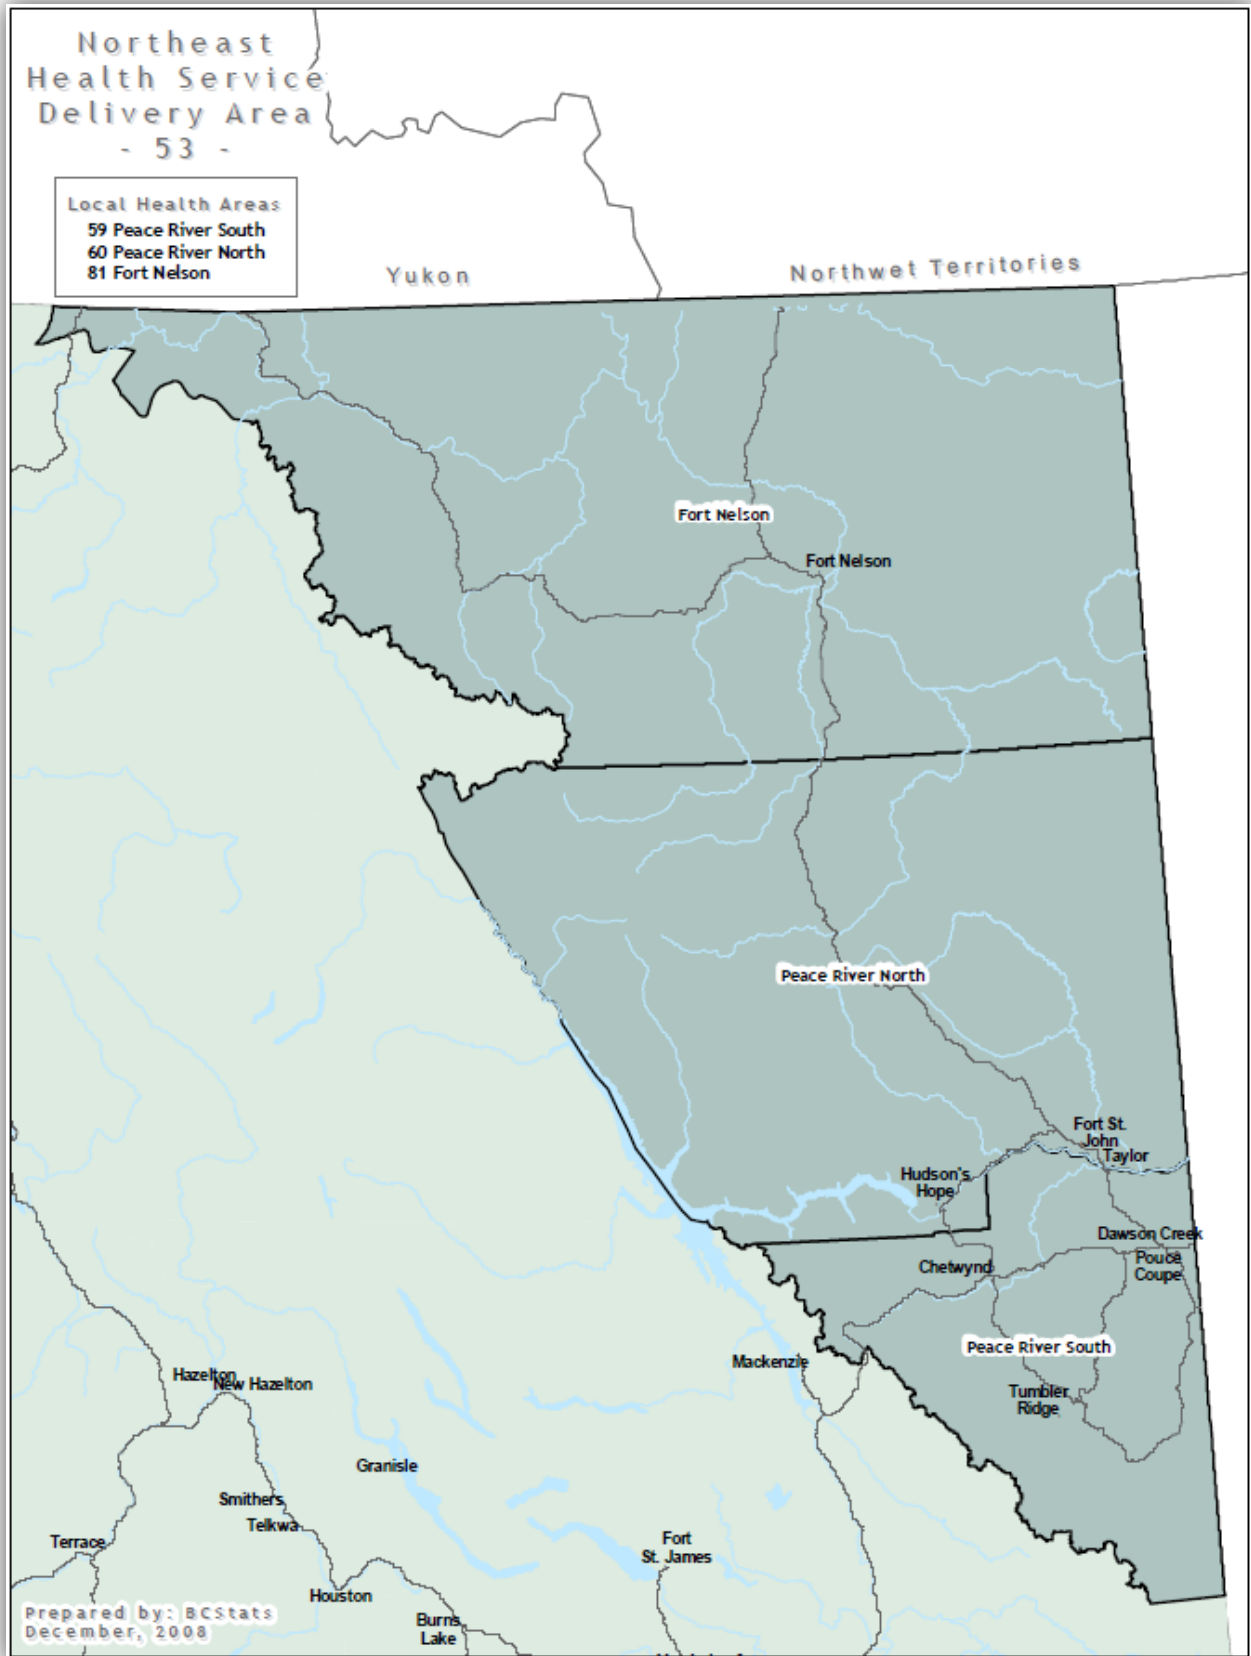 Northeast
Health Service
Delivery Area
- 53 -
Local Health Areas
59 Peace River South
60 Peace River North
81 Fort Nelson
Yukon
Northwet Territories
Fort Nelson
Fort Nelson
Peace River North
Fort St.
John
Taylor
Hudson's
Hope
Dawson Creek
Chetwynd
Pouce
Coupe
Peace River South
Mackenzie
Tumbler
Ridge
Hazelton
New Hazelton
Granisle
Smithers
Telkwa
Terrace
Fort
St. James
Houston
Burns
Lake
Prepared by: BCStats
December, 2008